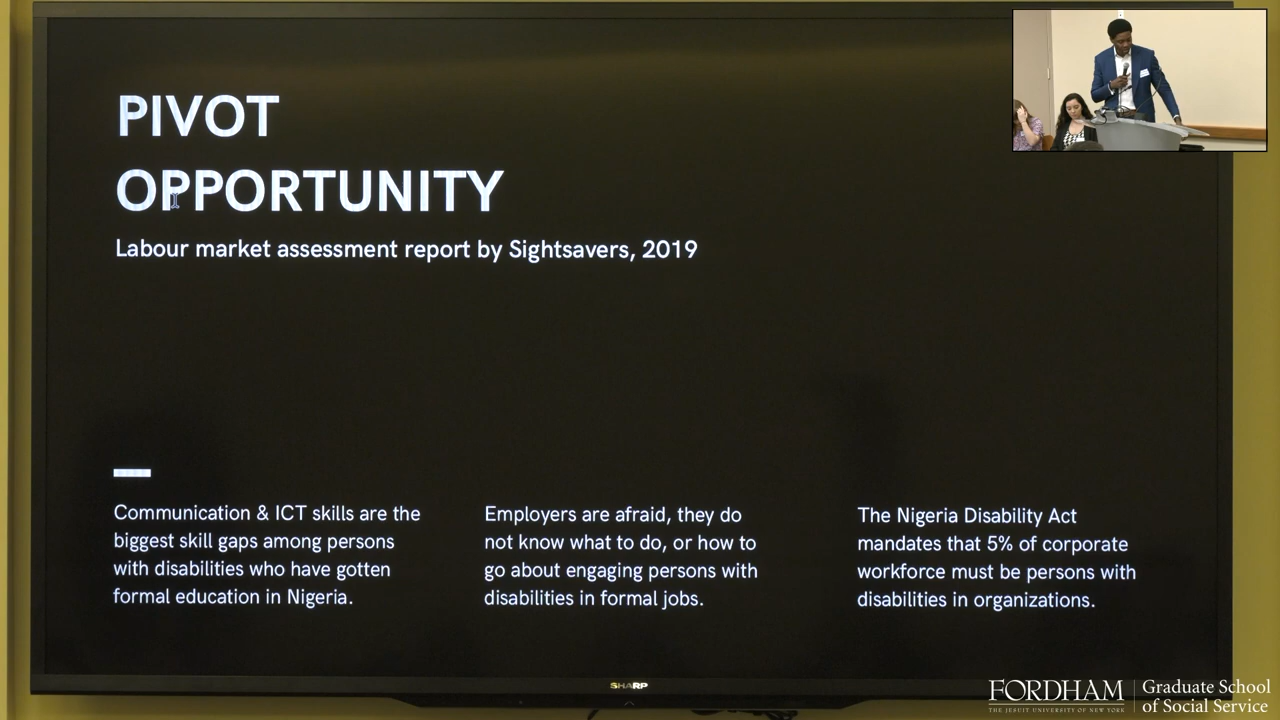 PIVOT
OPPORTUNITY
Labour market assessment report by Sightsavers, 2019
Communication & ICT skills are the
biggest skill gaps among persons
with disabilities who have gotten
formal education in Nigeria.
Employers are afraid, they do
not know what to do, or how to
go about engaging persons with
disabilities in formal jobs.
The Nigeria Disability Act
mandates that 5% of corporate
workforce must be persons with
disabilities in organizations.
SHARP
FORDHAM
THE JESUIT UNIVERSITY OF NEW YORK
Graduate School
of Social Service